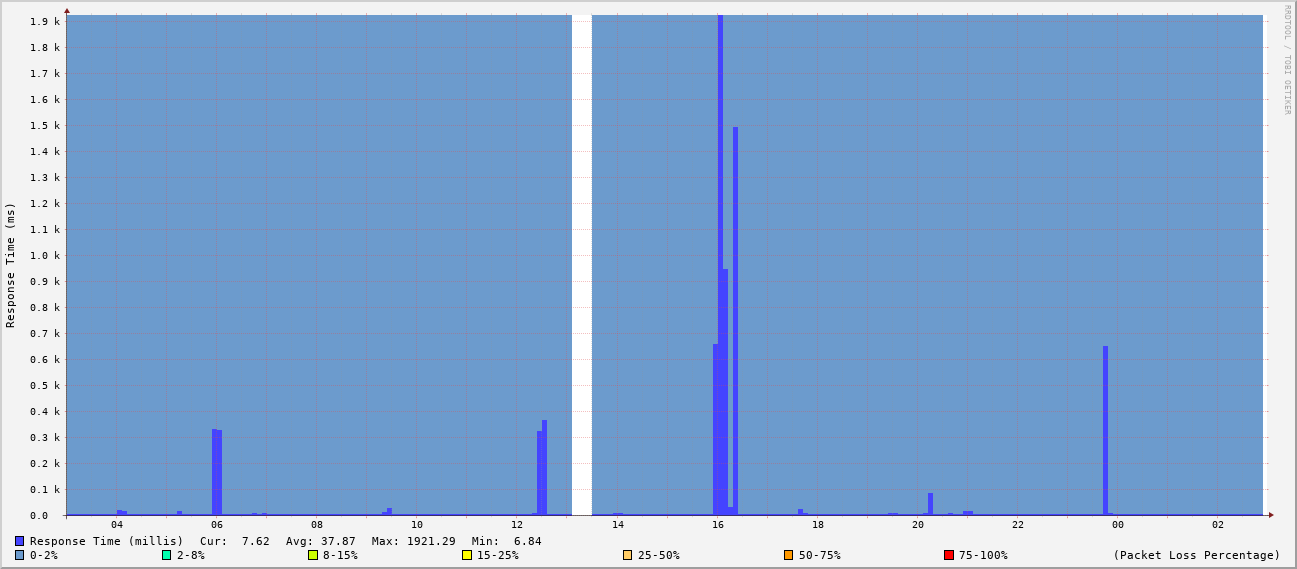 RRDTOOL / TOBI OETIKER
Response Time (ms)
1.9 k
1.8 k
1.7 k
1.6 k
1.5 k
1.4 k
1.3 k
1.2 k
1.1 k
1.0 k
0.9 k
0.8 k
0.7 k
0.6 k
0.5 k
0.4 k
0.3 k
0.2 k
0.1 k
0.0
04 06 08 10 12 14 16 18 20 22 00 02
Response Time (millis) Cur: 7.62 Avg: 37.87 Max: 1921.29 Min: 6.84
0-2% 2-8% 8-15% 15-25% 25-50% 50-75% 75-100% (Packet Loss Percentage)